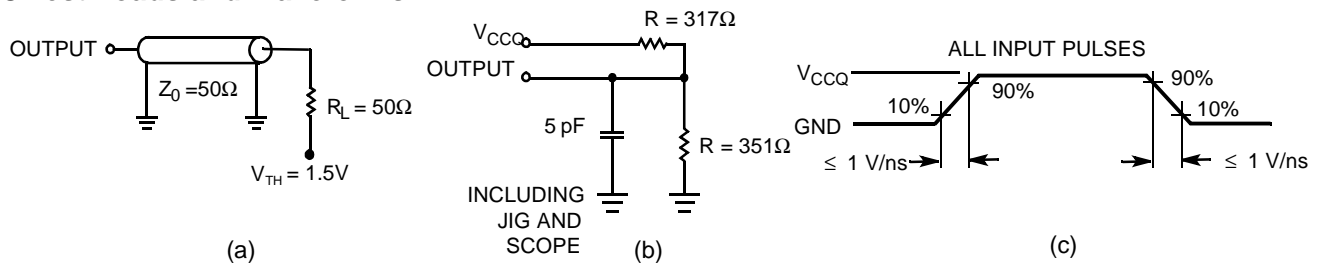 OUTPUT
Z0 =50Ω
RL = 50Ω
VTH = 1.5V
(a)
R = 317Ω
VCCQ
OUTPUT
5 pF
R = 351Ω
INCLUDING
JIG AND
SCOPE
(b)
ALL INPUT PULSES
VCCQ
10%
90%
90%
10%
GND
≤ 1 V/ns
≤ 1 V/ns
(c)